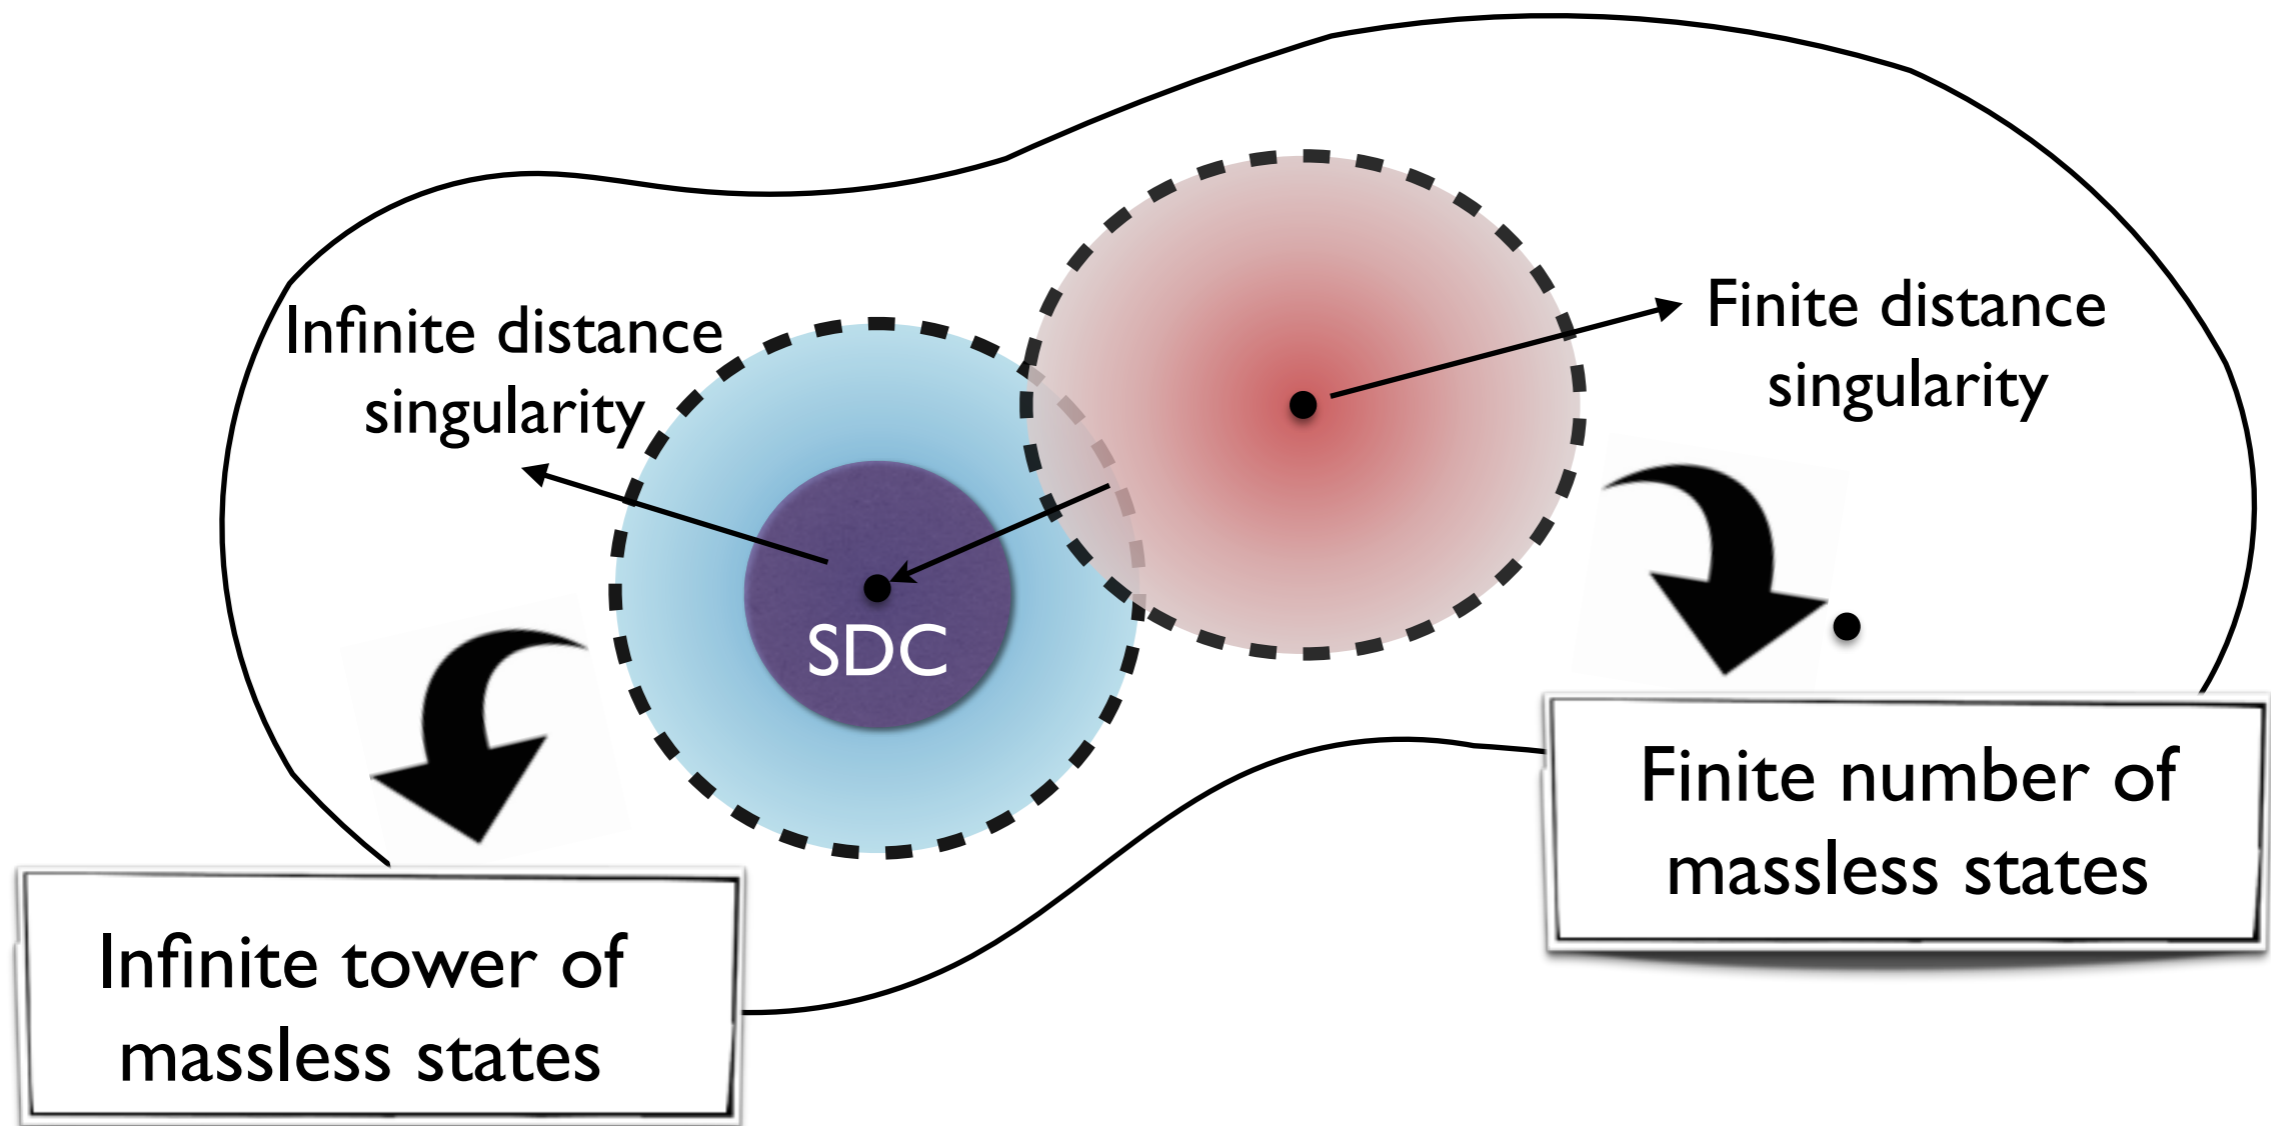 Infinite distance
singularity
Finite distance
singularity
SDC
Finite number of
massless states
Infinite tower of
massless states